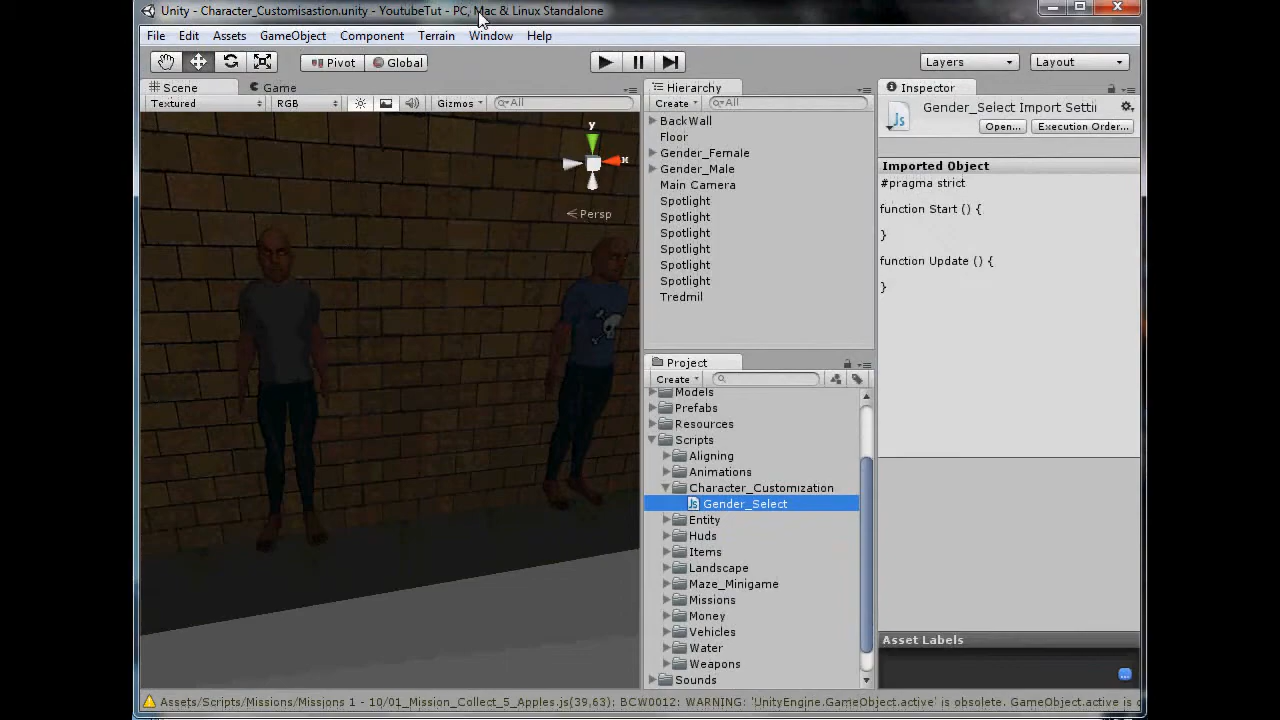 Unity - Character_Customisastion.unity - YoutubeTut - PC, Mac & Linux Standalone
File Edit Assets GameObject Component Terrain Window Help
Pivot Global Layers Layout
Scene Game
Textured RGB Gizmos All
y
x
Persp
Hierarchy
Create All
BackWall
Floor
Gender_Female
Gender_Male
Main Camera
Spotlight
Spotlight
Spotlight
Spotlight
Spotlight
Spotlight
Tredmil
Project
Create
Models
Prefabs
Resources
Scripts
Aligning
Animations
Character_Customization
Js Gender_Select
Entity
Huds
Items
Landscape
Maze_Minigame
Missions
Money
Vehicles
Water
Weapons
Sounds
Inspector
Js Gender_Select Import Settii
Open... Execution Order...
Imported Object
#pragma strict
function Start () {
}
function Update () {
}
Asset Labels
Assets/Scripts/Missions/Missions 1 - 10/01_Mission_Collect_5_Apples.js(39,63): BCW0012: WARNING: 'UnityEngine.GameObject.active' is obsolete. GameObject.active is